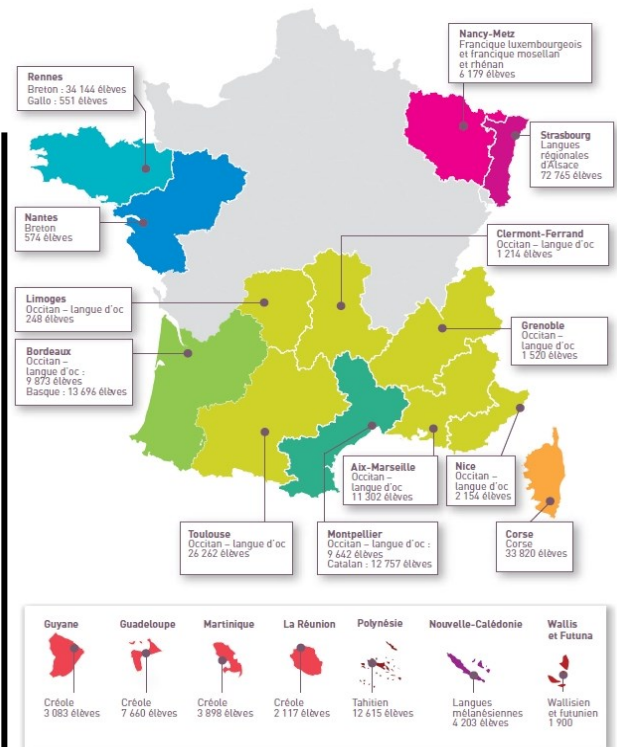 Nancy-Metz
Francique luxembourgeois
et francique mosellan
et rhénan
6 179 élèves
Rennes
Breton : 34 144 élèves
Gallo : 551 élèves
Strasbourg
Langues
régionales
d'Alsace
72 765 élèves
Nantes
Breton
574 élèves
Clermont-Ferrand
Occitan – langue d'oc
1 214 élèves
Limoges
Occitan – langue d'oc
248 élèves
Grenoble
Occitan –
langue d'oc
1 520 élèves
Bordeaux
Occitan –
langue d'oc :
9 873 élèves
Basque : 13 696 élèves
Aix-Marseille
Occitan –
langue d'oc
11 302 élèves
Nice
Occitan –
langue d'oc
2 154 élèves
Toulouse
Occitan – langue d'oc
26 262 élèves
Montpellier
Occitan – langue d'oc :
9 642 élèves
Catalan : 12 757 élèves
Corse
Corse
33 820 élèves
Guyane
Créole
3 083 élèves
Guadeloupe
Créole
7 660 élèves
Martinique
Créole
3 898 élèves
La Réunion
Créole
2 117 élèves
Polynésie
Tahitien
12 615 élèves
Nouvelle-Calédonie
Langues
mélanésiennes
4 203 élèves
Wallis
et Futuna
Wallisien
et futunien
1 900